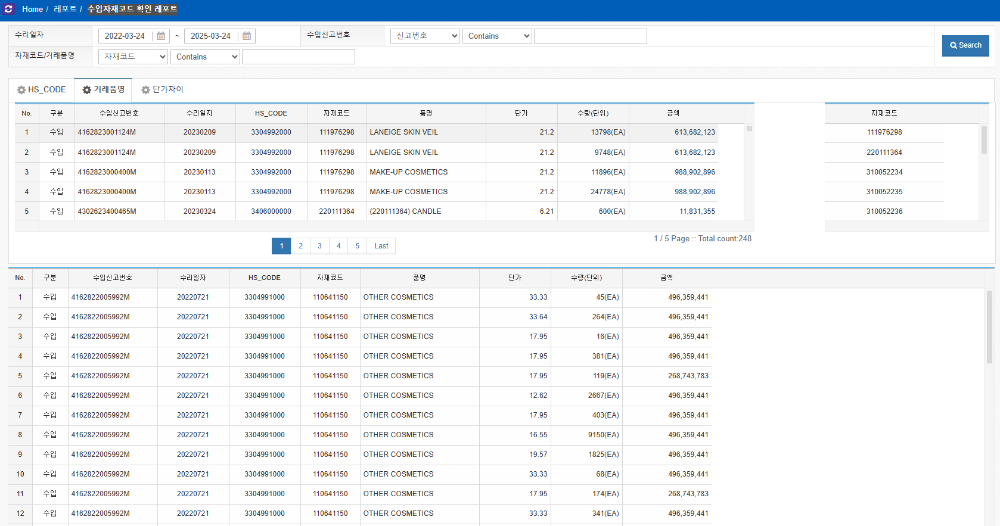 Home / 레포트 / 수입자재코드 확인 레포트
수리일자 2022-03-24 ~ 2025-03-24 수입신고번호 신고번호 Contains
자재코드/거래품명 자재코드 Contains
Search
HS_CODE 거래품명 단가차이
No. 구분 수입신고번호 수리일자 HS_CODE 자재코드 품명 단가 수량(단위) 금액 자재코드
1 수입 4162823001124M 20230209 3304992000 111976298 LANEIGE SKIN VEIL 21.2 13798(EA) 613,682,123 111976298
2 수입 4162823001124M 20230209 3304992000 111976298 LANEIGE SKIN VEIL 21.2 9748(EA) 613,682,123 220111364
3 수입 4162823000400M 20230113 3304992000 111976298 MAKE-UP COSMETICS 21.2 11896(EA) 988,902,896 310052234
4 수입 4162823000400M 20230113 3304992000 111976298 MAKE-UP COSMETICS 21.2 24778(EA) 988,902,896 310052235
5 수입 4302623400465M 20230324 3406000000 220111364 (220111364) CANDLE 6.21 600(EA) 11,831,355 310052236
1 / 5 Page :: Total count:248
1 2 3 4 5 Last
No. 구분 수입신고번호 수리일자 HS_CODE 자재코드 품명 단가 수량(단위) 금액
1 수입 4162822005992M 20220721 3304991000 110641150 OTHER COSMETICS 33.33 45(EA) 496,359,441
2 수입 4162822005992M 20220721 3304991000 110641150 OTHER COSMETICS 33.64 264(EA) 496,359,441
3 수입 4162822005992M 20220721 3304991000 110641150 OTHER COSMETICS 17.95 16(EA) 496,359,441
4 수입 4162822005992M 20220721 3304991000 110641150 OTHER COSMETICS 17.95 381(EA) 496,359,441
5 수입 4162822005992M 20220721 3304991000 110641150 OTHER COSMETICS 17.95 119(EA) 268,743,783
6 수입 4162822005992M 20220721 3304991000 110641150 OTHER COSMETICS 12.62 2667(EA) 496,359,441
7 수입 4162822005992M 20220721 3304991000 110641150 OTHER COSMETICS 17.95 403(EA) 496,359,441
8 수입 4162822005992M 20220721 3304991000 110641150 OTHER COSMETICS 16.55 9150(EA) 496,359,441
9 수입 4162822005992M 20220721 3304991000 110641150 OTHER COSMETICS 19.57 1825(EA) 496,359,441
10 수입 4162822005992M 20220721 3304991000 110641150 OTHER COSMETICS 33.33 68(EA) 496,359,441
11 수입 4162822005992M 20220721 3304991000 110641150 OTHER COSMETICS 17.95 174(EA) 268,743,783
12 수입 4162822005992M 20220721 3304991000 110641150 OTHER COSMETICS 33.33 341(EA) 496,359,441